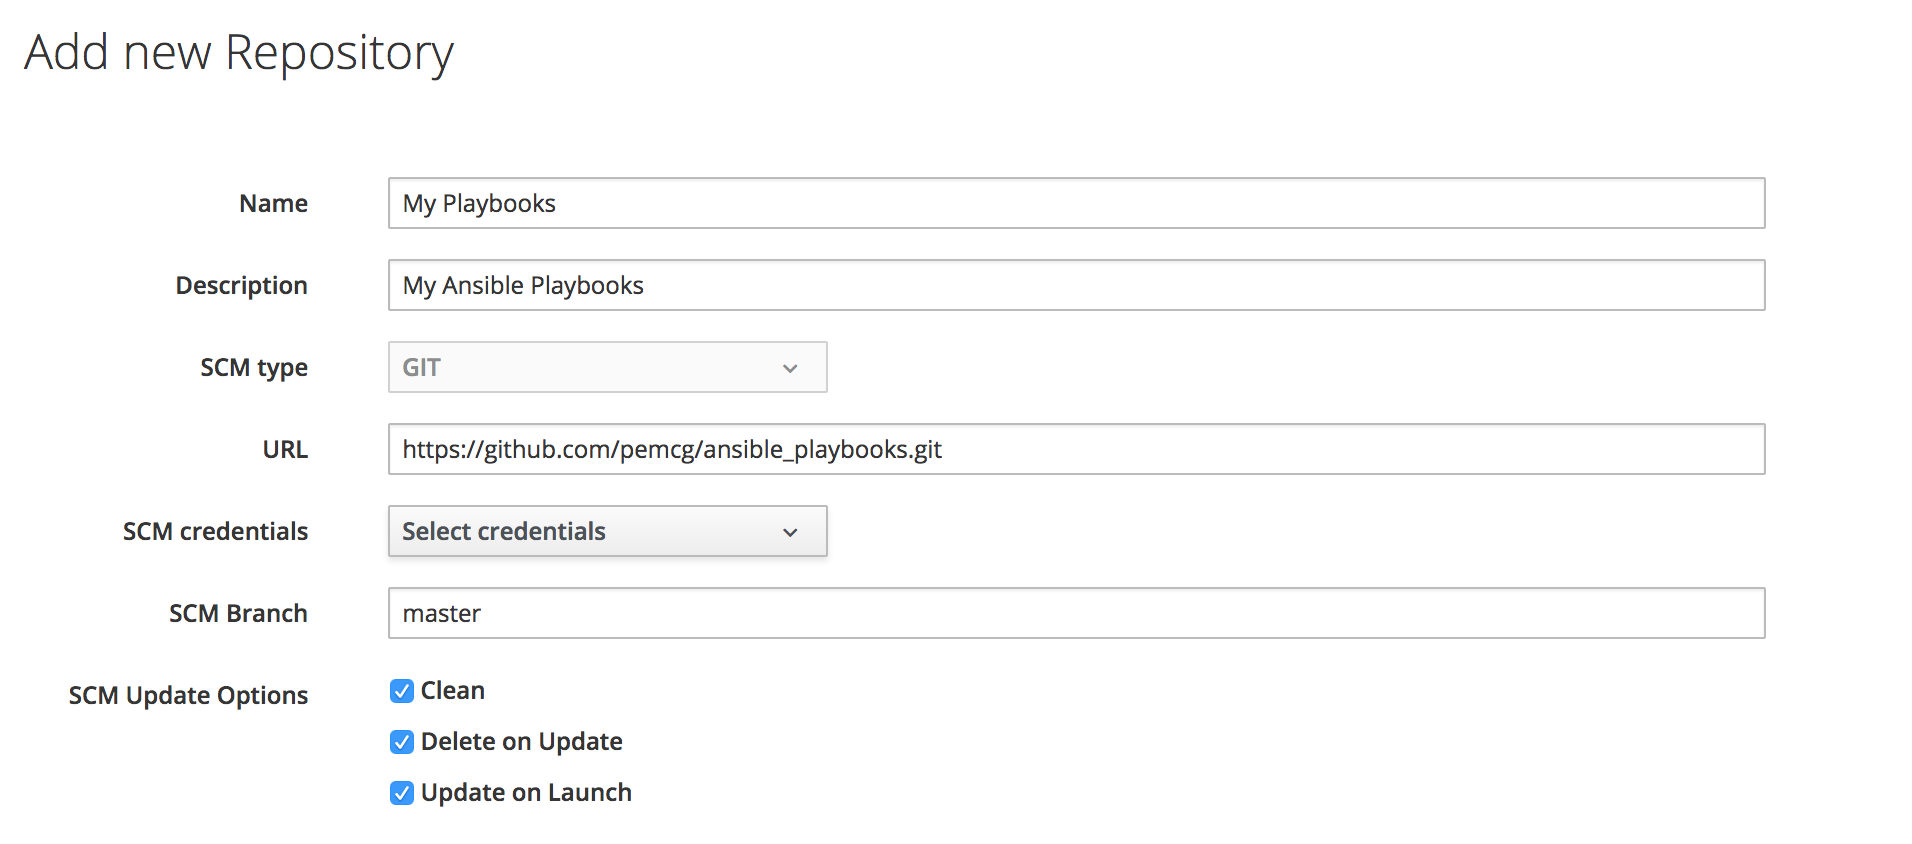 Add new Repository
Name My Playbooks
Description My Ansible Playbooks
SCM type GIT
URL https://github.com/pemcg/ansible_playbooks.git
SCM credentials Select credentials
SCM Branch master
SCM Update Options Clean
Delete on Update
Update on Launch